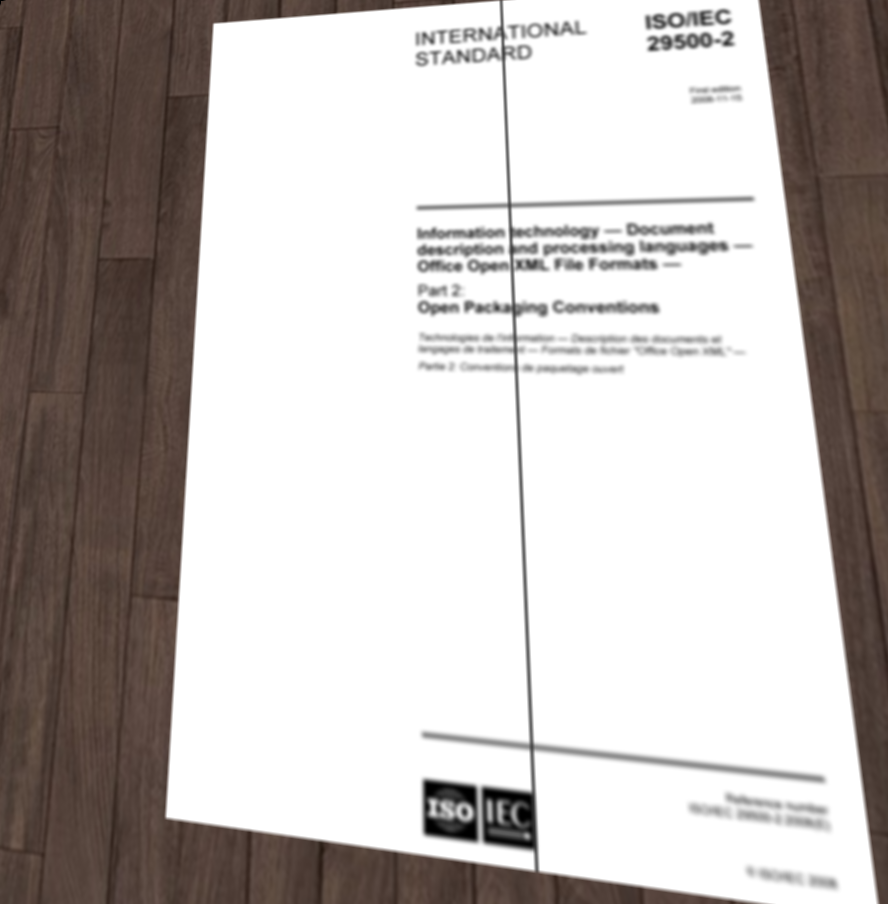 INTERNATIONAL
STANDARD
ISO/IEC
29500-2
First edition
2008-11-15
Information technology — Document
description and processing languages —
Office Open XML File Formats —
Part 2:
Open Packaging Conventions
Technologies de l'information — Description des documents et
langages de traitement — Formats de fichier "Office Open XML" —
Partie 2: Conventions de paquetage ouvert
ISO IEC
Reference number
ISO/IEC 29500-2:2008(E)
© ISO/IEC 2008